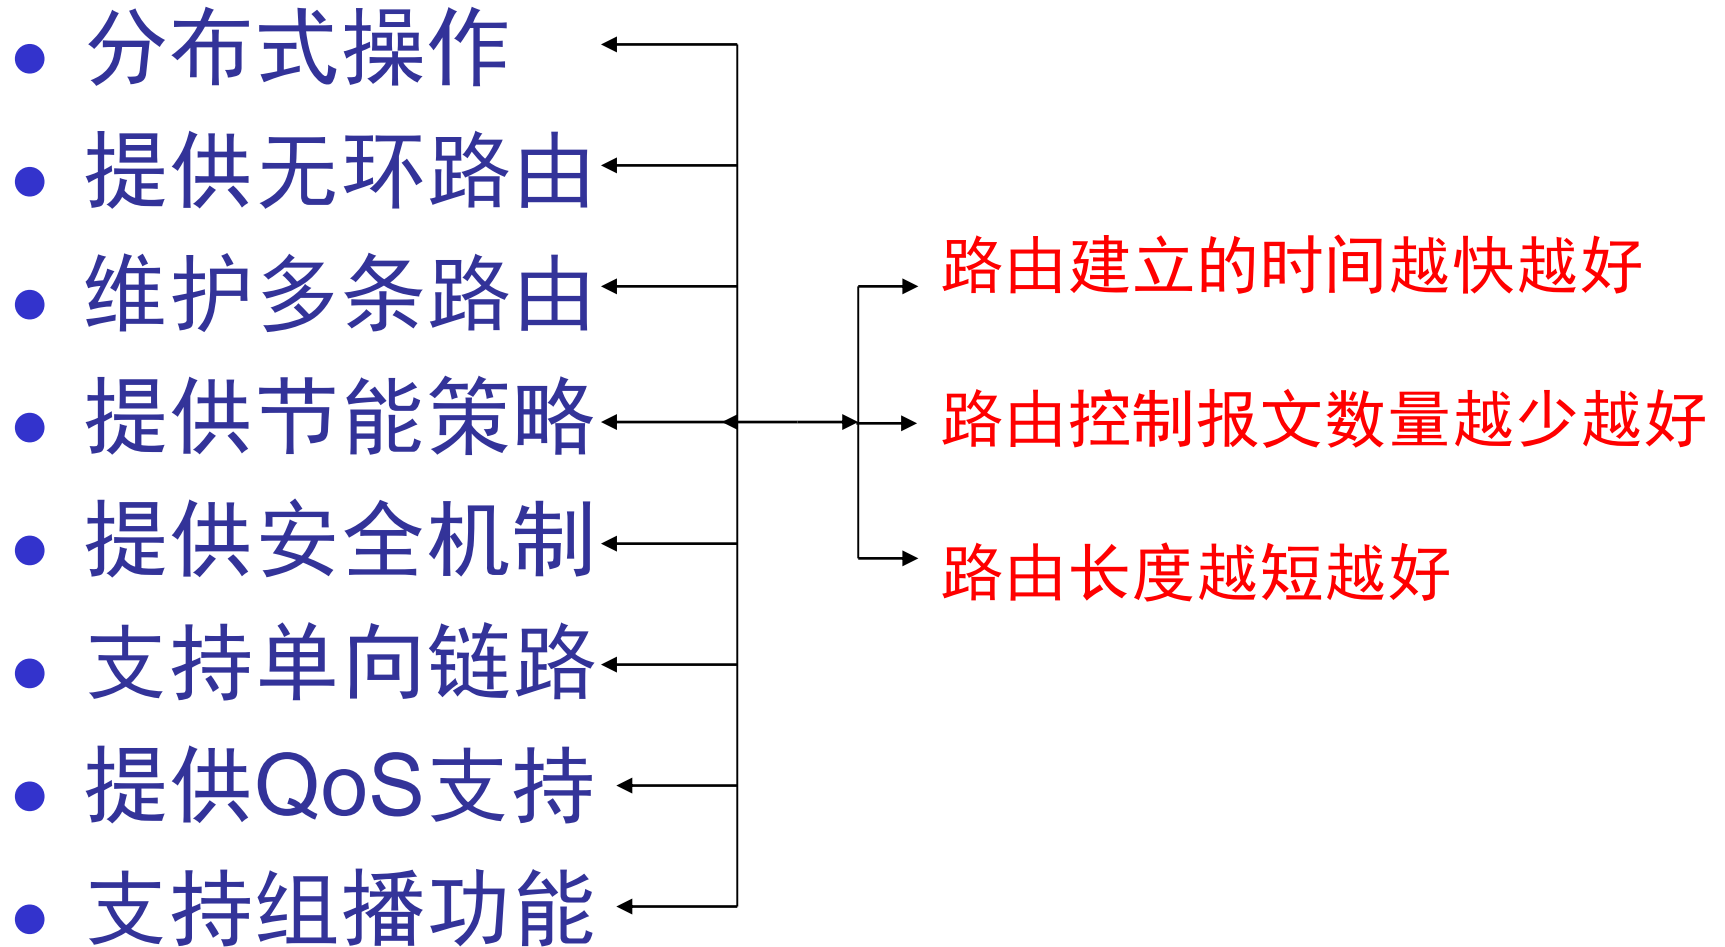 • 分布式操作
• 提供无环路由
• 维护多条路由
• 提供节能策略
• 提供安全机制
• 支持单向链路
• 提供QoS支持
• 支持组播功能
路由建立的时间越快越好
路由控制报文数量越少越好
路由长度越短越好